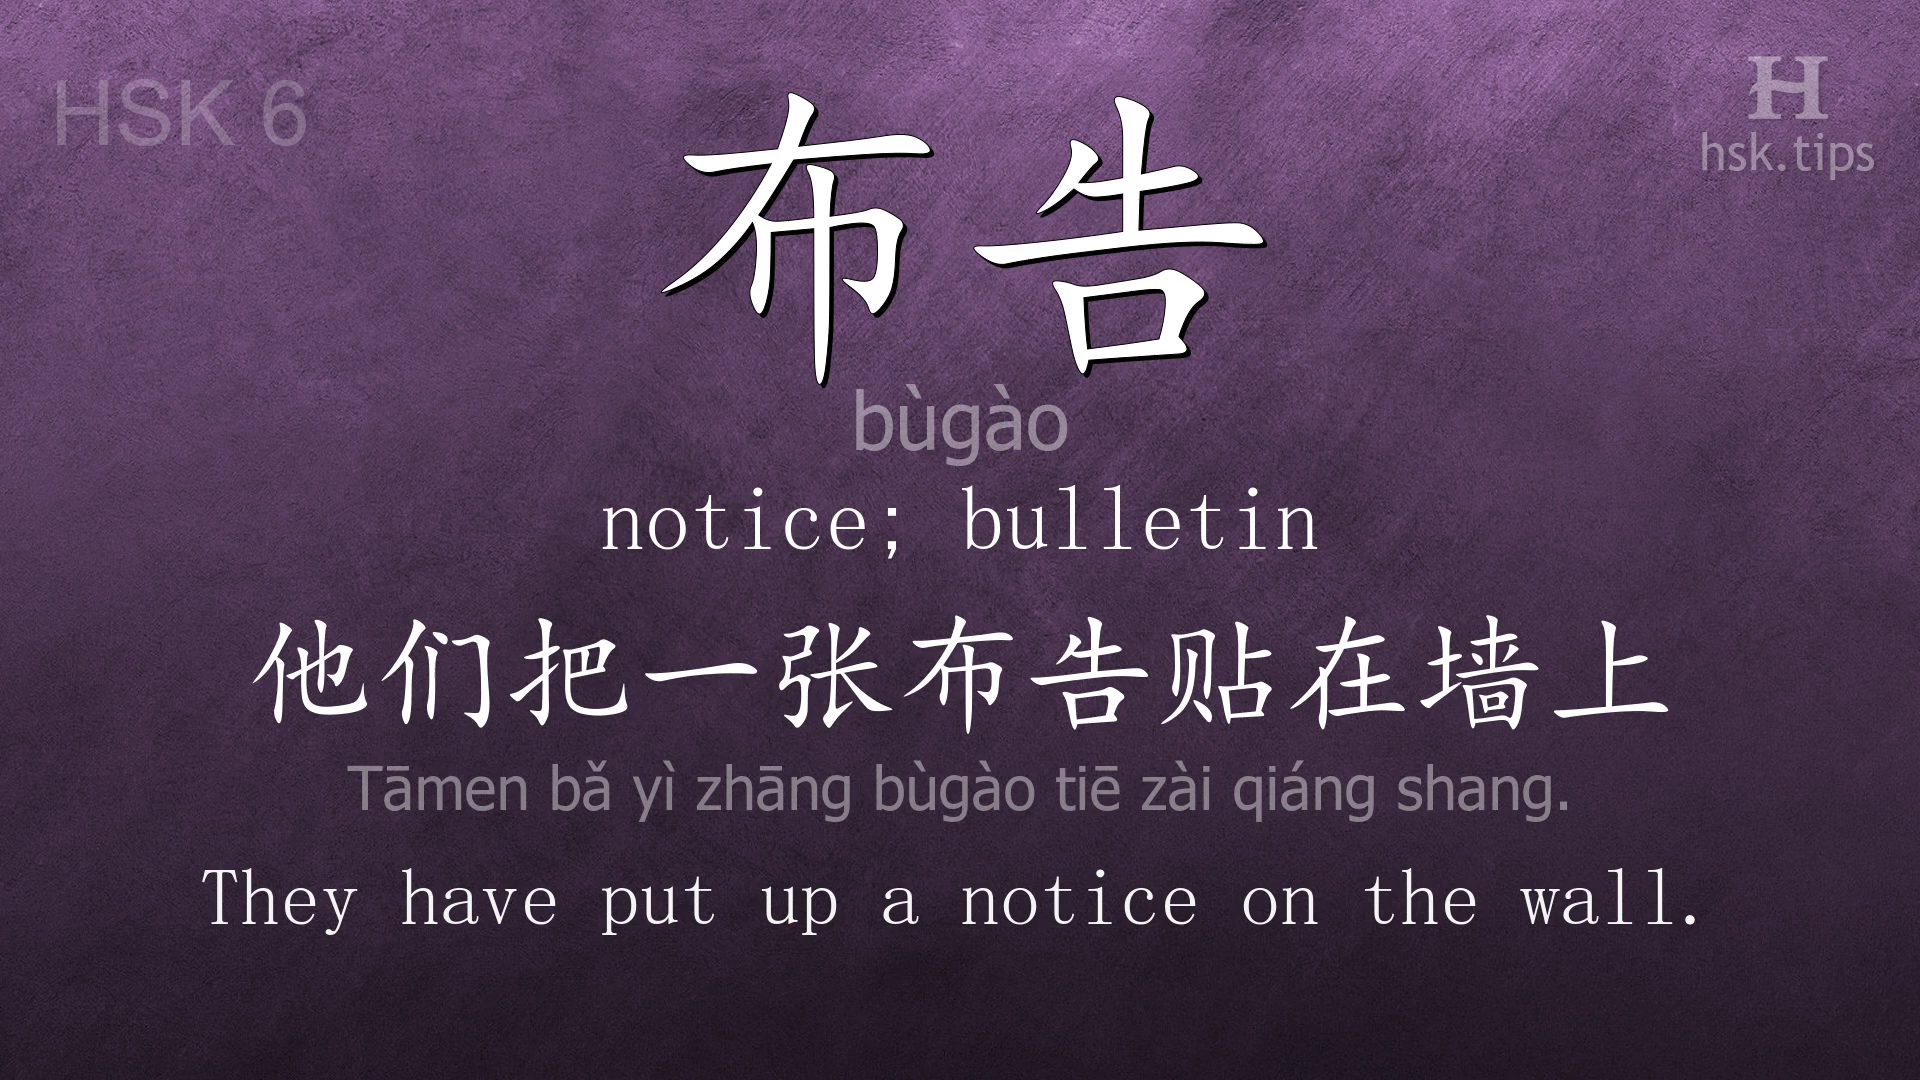 HSK 6
H
hsk.tips
布告
bùgào
notice; bulletin
他们把一张布告贴在墙上
Tāmen bǎ yì zhāng bùgào tiē zài qiáng shang.
They have put up a notice on the wall.